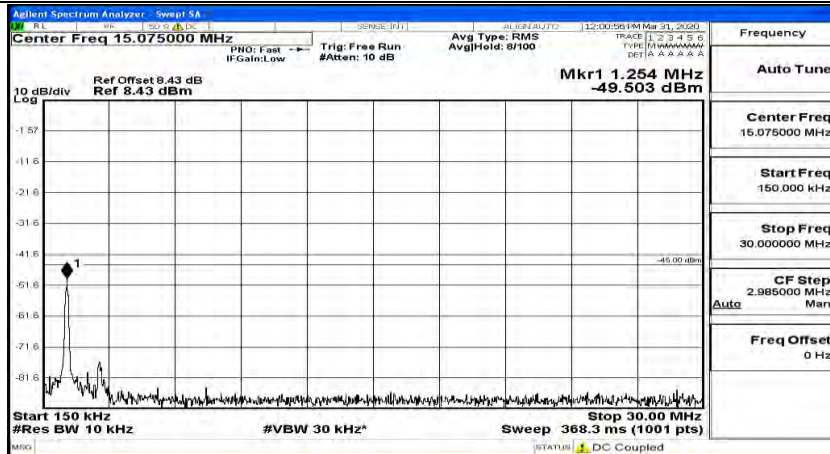 Agilent Spectrum Analyzer - Swept SA
RL RF 50 Ω DC SENSE:INT ALIGN AUTO 12:00:56 PM Mar 31, 2020
Center Freq 15.075000 MHz
PNO: Fast
IFGain:Low
Trig: Free Run
#Atten: 10 dB
Avg Type: RMS
Avg|Hold: 8/100
TRACE 1 2 3 4 5 6
TYPE M
DET A A A A A A
Ref Offset 8.43 dB
Ref 8.43 dBm
10 dB/div
Log
Mkr1 1.254 MHz
-49.503 dBm
-1.57
-11.6
-21.6
-31.6
-41.6
-51.6
-61.6
-71.6
-81.6
1
-45.00 dBm
Start 150 kHz
Stop 30.00 MHz
#Res BW 10 kHz
#VBW 30 kHz*
Sweep 368.3 ms (1001 pts)
MSG
STATUS
DC Coupled
Frequency
Auto Tune
Center Freq
15.075000 MHz
Start Freq
150.000 kHz
Stop Freq
30.000000 MHz
CF Step
2.985000 MHz
Auto Man
Freq Offset
0 Hz